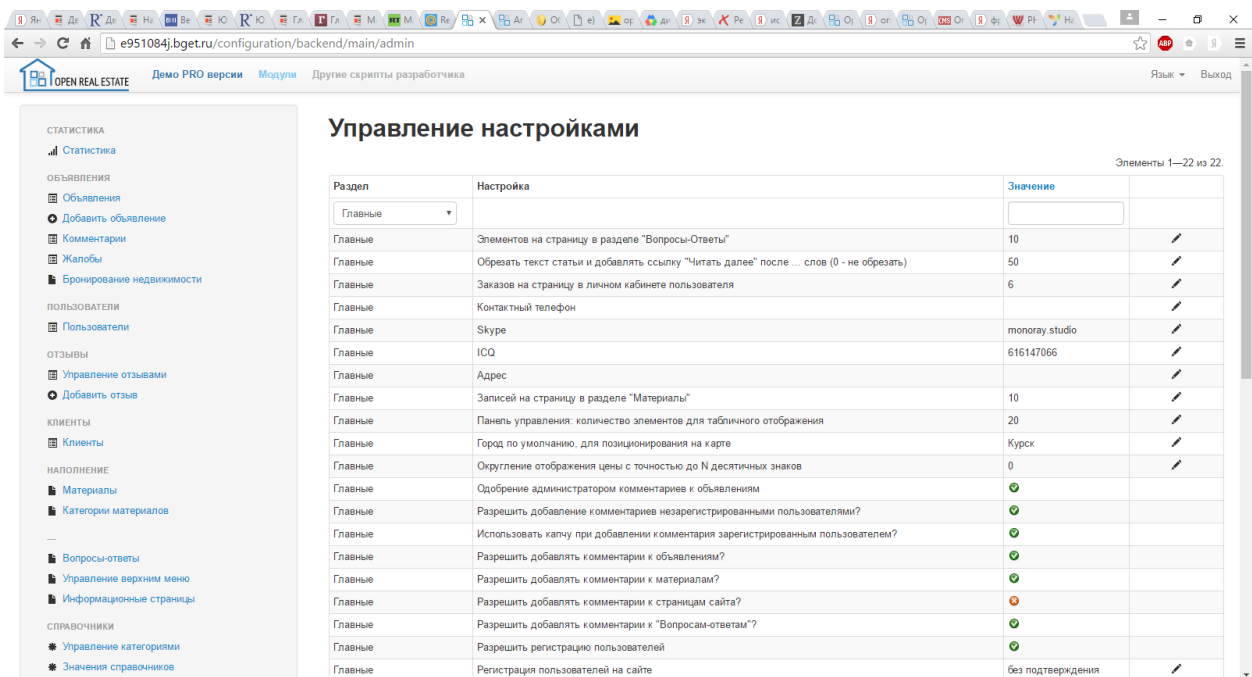 e951084j.bget.ru/configuration/backend/main/admin
ABP
OPEN REAL ESTATE Демо PRO версии Модули Другие скрипты разработчика Язык Выход
СТАТИСТИКА
Статистика
ОБЪЯВЛЕНИЯ
Объявления
Добавить объявление
Комментарии
Жалобы
Бронирование недвижимости
ПОЛЬЗОВАТЕЛИ
Пользователи
ОТЗЫВЫ
Управление отзывами
Добавить отзыв
КЛИЕНТЫ
Клиенты
НАПОЛНЕНИЕ
Материалы
Категории материалов
—
Вопросы-ответы
Управление верхним меню
Информационные страницы
СПРАВОЧНИКИ
Управление категориями
Значения справочников
Управление настройками
Элементы 1—22 из 22.
Раздел Настройка Значение
Главные
Главные Элементов на страницу в разделе "Вопросы-Ответы" 10
Главные Обрезать текст статьи и добавлять ссылку "Читать далее" после ... слов (0 - не обрезать) 50
Главные Заказов на страницу в личном кабинете пользователя 6
Главные Контактный телефон
Главные Skype monoray.studio
Главные ICQ 616147066
Главные Адрес
Главные Записей на страницу в разделе "Материалы" 10
Главные Панель управления: количество элементов для табличного отображения 20
Главные Город по умолчанию, для позиционирования на карте Курск
Главные Округление отображения цены с точностью до N десятичных знаков 0
Главные Одобрение администратором комментариев к объявлениям
Главные Разрешить добавление комментариев незарегистрированными пользователями?
Главные Использовать капчу при добавлении комментария зарегистрированным пользователем?
Главные Разрешить добавлять комментарии к объявлениям?
Главные Разрешить добавлять комментарии к материалам?
Главные Разрешить добавлять комментарии к страницам сайта?
Главные Разрешить добавлять комментарии к "Вопросам-ответам"?
Главные Разрешить регистрацию пользователей
Главные Регистрация пользователей на сайте без подтверждения